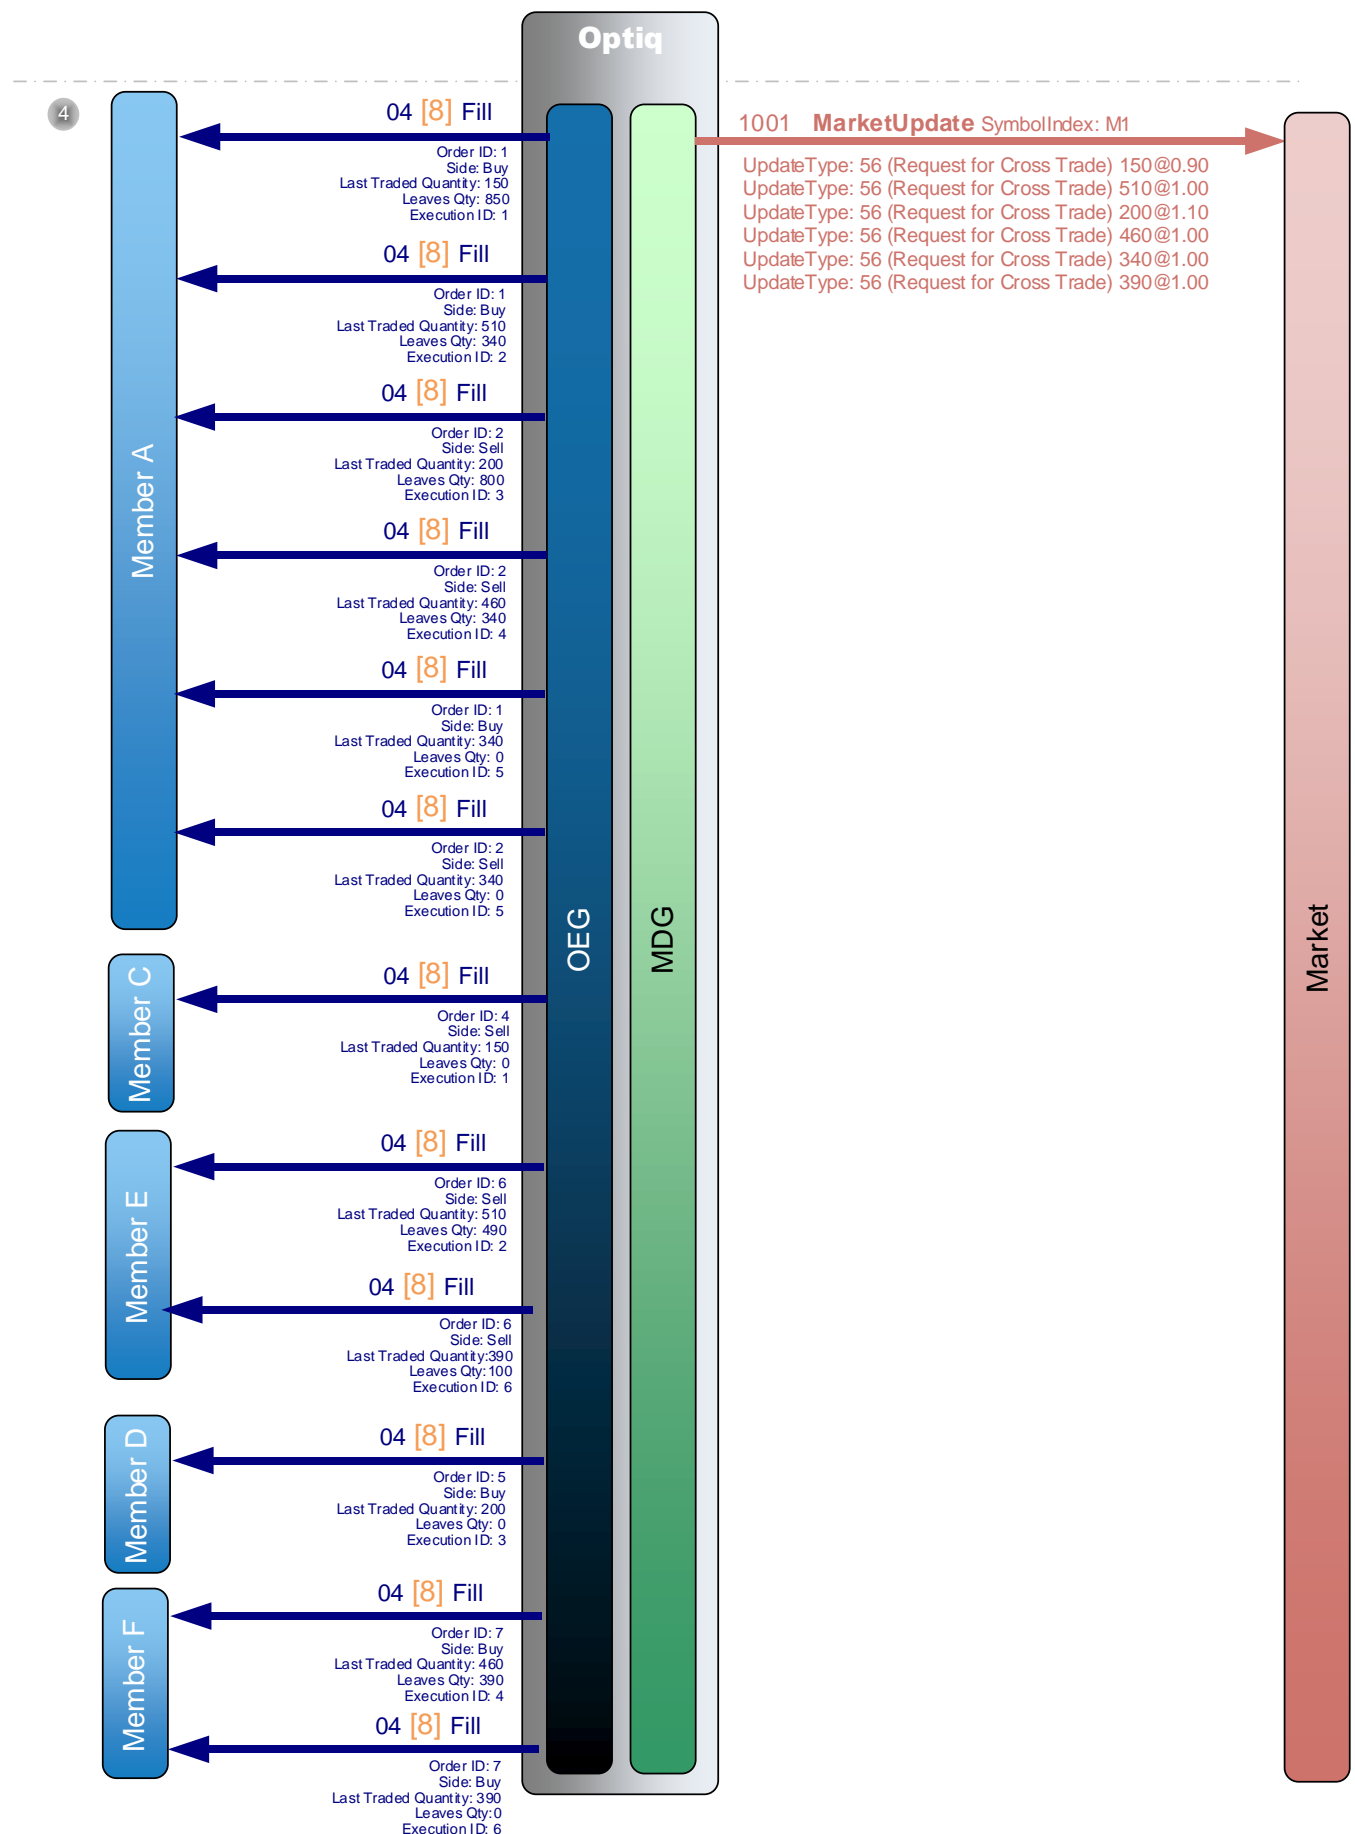 Optiq
4
04 [8] Fill
Order ID: 1
Side: Buy
Last Traded Quantity: 150
Leaves Qty: 850
Execution ID: 1
04 [8] Fill
Order ID: 1
Side: Buy
Last Traded Quantity: 510
Leaves Qty: 340
Execution ID: 2
04 [8] Fill
Order ID: 2
Side: Sell
Last Traded Quantity: 200
Leaves Qty: 800
Execution ID: 3
04 [8] Fill
Order ID: 2
Side: Sell
Last Traded Quantity: 460
Leaves Qty: 340
Execution ID: 4
04 [8] Fill
Order ID: 1
Side: Buy
Last Traded Quantity: 340
Leaves Qty: 0
Execution ID: 5
04 [8] Fill
Order ID: 2
Side: Sell
Last Traded Quantity: 340
Leaves Qty: 0
Execution ID: 5
Member A
04 [8] Fill
Order ID: 4
Side: Sell
Last Traded Quantity: 150
Leaves Qty: 0
Execution ID: 1
Member C
04 [8] Fill
Order ID: 6
Side: Sell
Last Traded Quantity: 510
Leaves Qty: 490
Execution ID: 2
04 [8] Fill
Order ID: 6
Side: Sell
Last Traded Quantity:390
Leaves Qty:100
Execution ID: 6
Member E
04 [8] Fill
Order ID: 5
Side: Buy
Last Traded Quantity: 200
Leaves Qty: 0
Execution ID: 3
Member D
04 [8] Fill
Order ID: 7
Side: Buy
Last Traded Quantity: 460
Leaves Qty: 390
Execution ID: 4
04 [8] Fill
Order ID: 7
Side: Buy
Last Traded Quantity: 390
Leaves Qty:0
Execution ID: 6
Member F
OEG
MDG
1001 MarketUpdate SymbolIndex: M1
UpdateType: 56 (Request for Cross Trade) 150@0.90
UpdateType: 56 (Request for Cross Trade) 510@1.00
UpdateType: 56 (Request for Cross Trade) 200@1.10
UpdateType: 56 (Request for Cross Trade) 460@1.00
UpdateType: 56 (Request for Cross Trade) 340@1.00
UpdateType: 56 (Request for Cross Trade) 390@1.00
Market